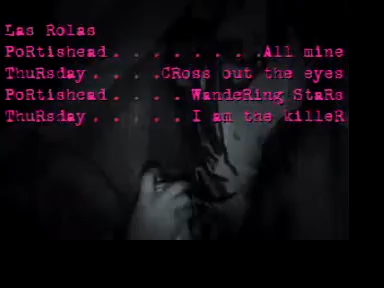 Las Rolas
PoRtishead . . . . . . . . .All mine
ThuRsday . . . .CRoss out the eyes
PoRtishead . . . . . WandeRing StaRs
ThuRsday . . . . . I am the killeR